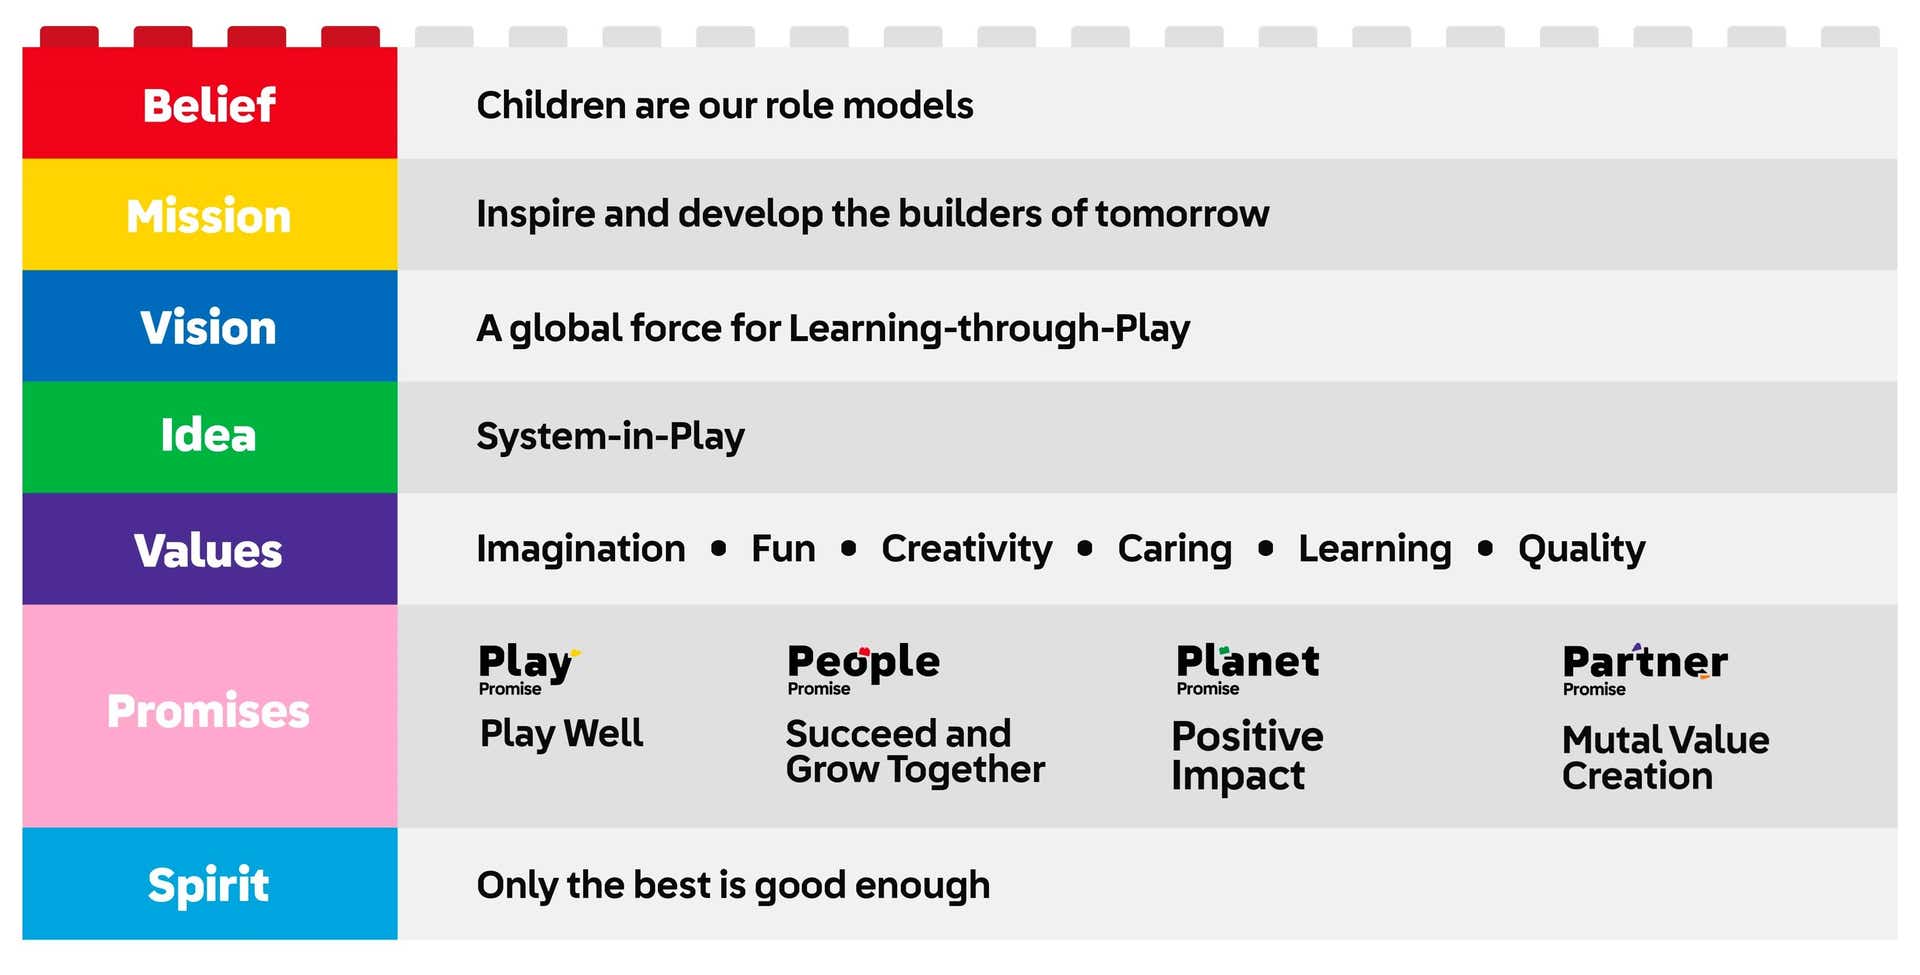 Belief
Children are our role models
Mission
Inspire and develop the builders of tomorrow
Vision
A global force for Learning-through-Play
Idea
System-in-Play
Values
Imagination • Fun • Creativity • Caring • Learning • Quality
Promises
Play
Promise
Play Well
People
Promise
Succeed and
Grow Together
Planet
Promise
Positive
Impact
Partner
Promise
Mutal Value
Creation
Spirit
Only the best is good enough